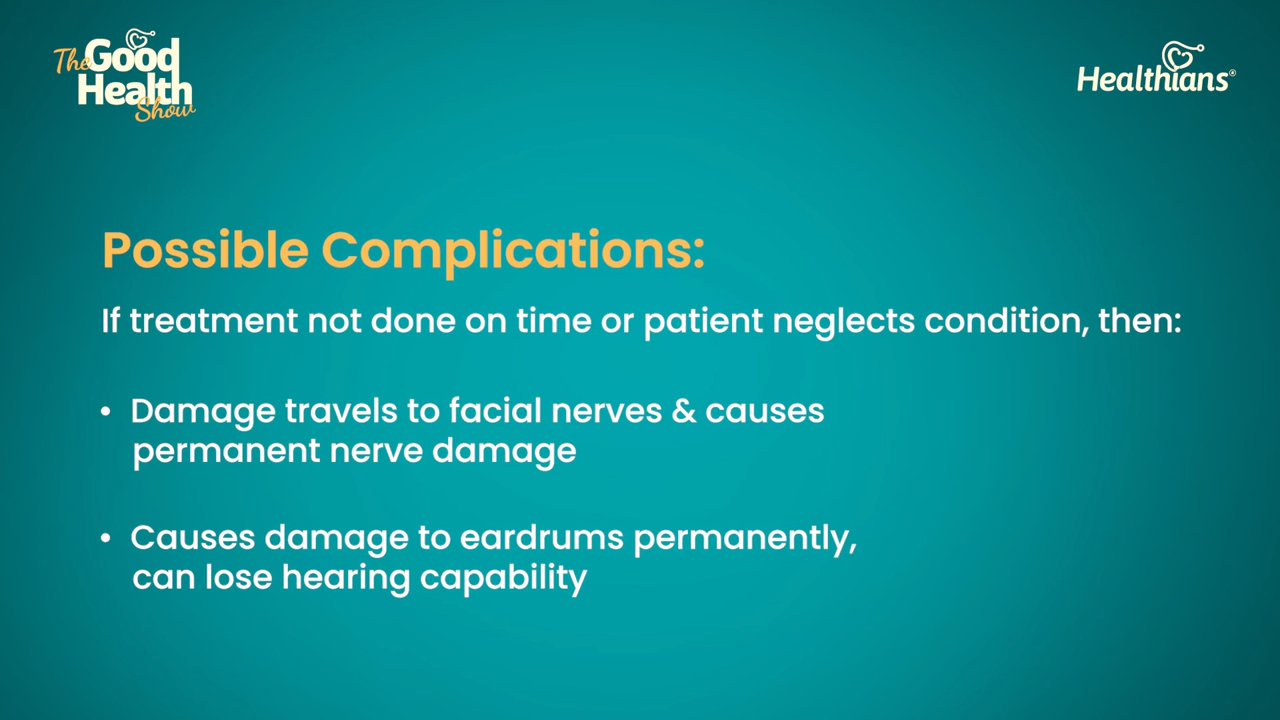 The Good
Health
Show
Healthians®
Possible Complications:
If treatment not done on time or patient neglects condition, then:
• Damage travels to facial nerves & causes
permanent nerve damage
• Causes damage to eardrums permanently,
can lose hearing capability